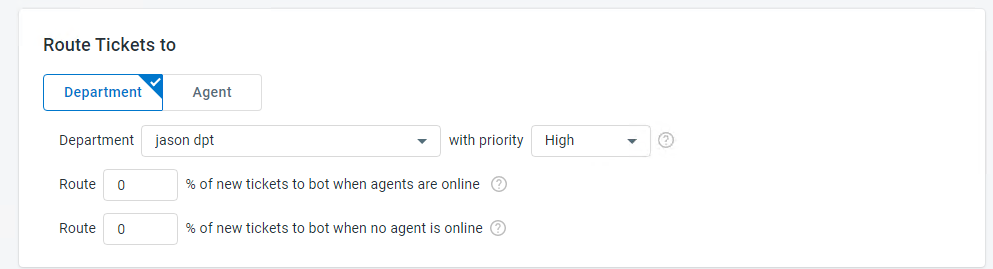 Route Tickets to
Department Agent
Department jason dpt with priority High ?
Route 0 % of new tickets to bot when agents are online ?
Route 0 % of new tickets to bot when no agent is online ?